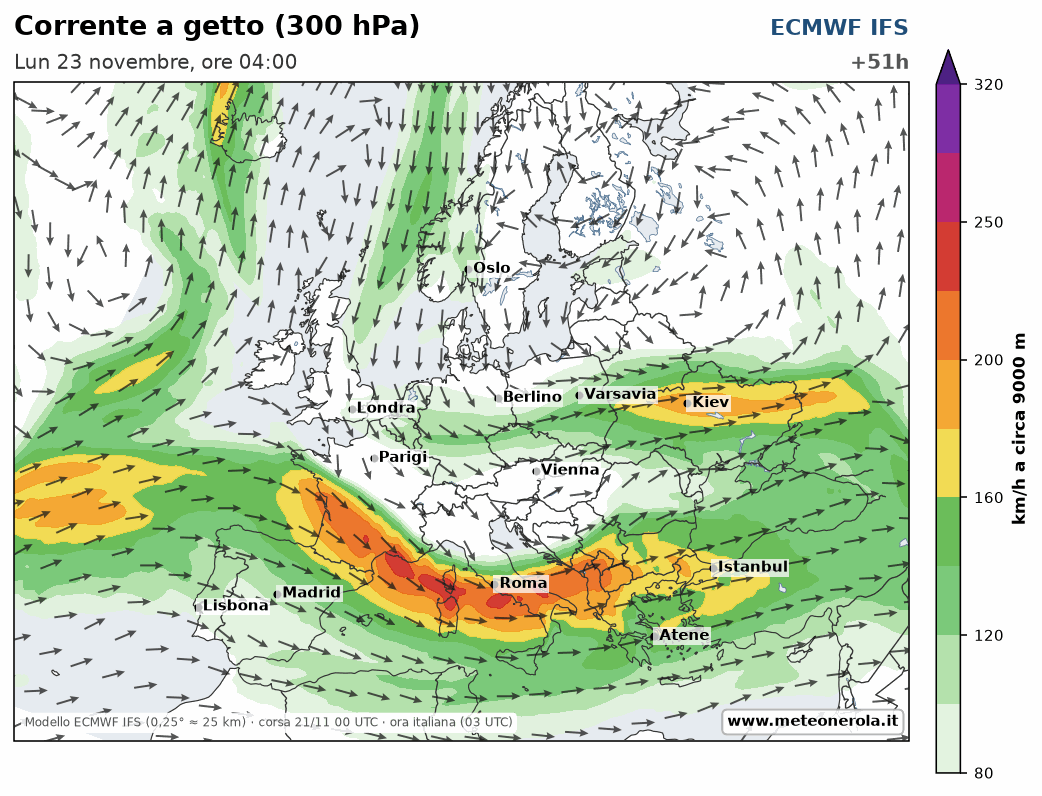 Corrente a getto (300 hPa)
ECMWF IFS
Lun 23 novembre, ore 04:00
+51h
320
250
200
160
120
80
km/h a circa 9000 m
Oslo
Berlino
Varsavia
Kiev
Londra
Parigi
Vienna
Istanbul
Roma
Madrid
Lisbona
Atene
Modello ECMWF IFS (0,25° ≈ 25 km) · corsa 21/11 00 UTC · ora italiana (03 UTC)
www.meteonerola.it